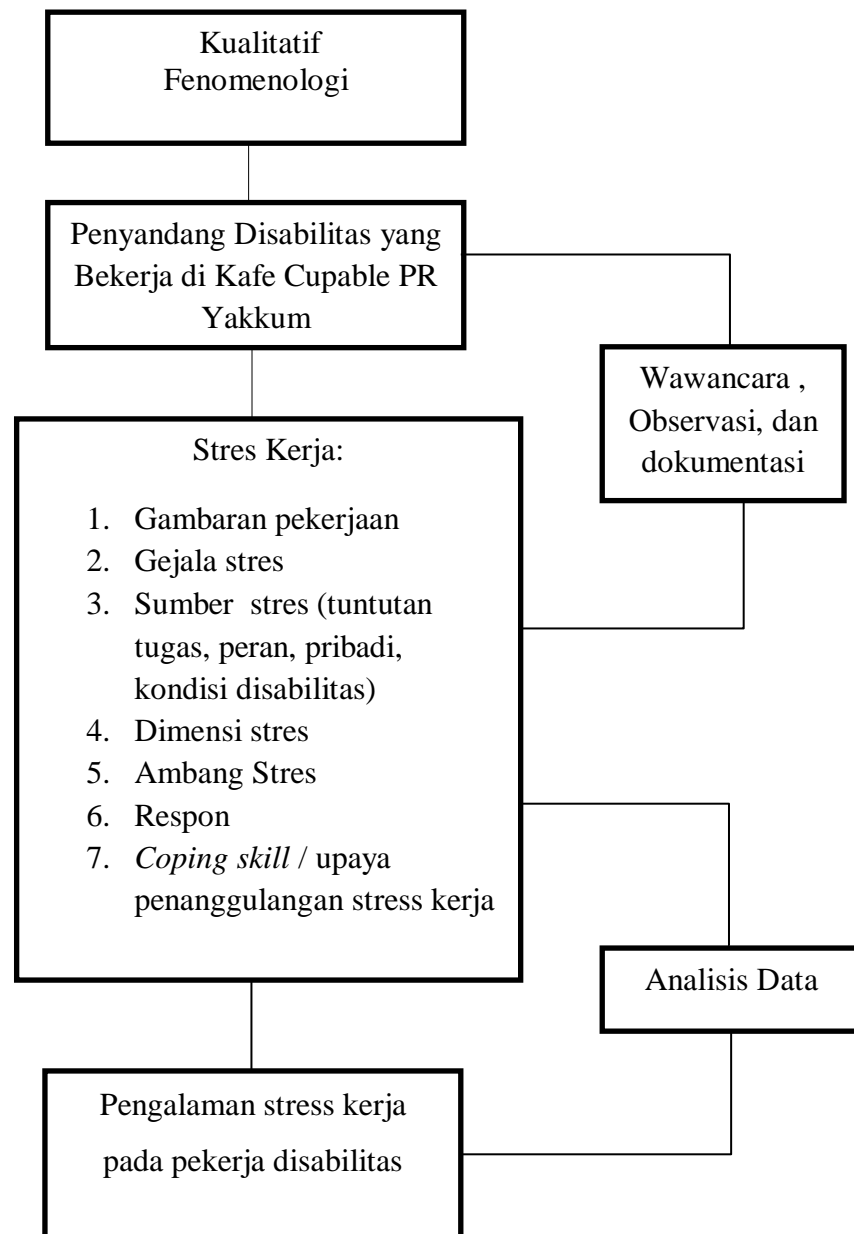 Kualitatif
Fenomenologi
Penyandang Disabilitas yang
Bekerja di Kafe Cupable PR
Yakkum
Wawancara ,
Observasi, dan
dokumentasi
Stres Kerja:
1. Gambaran pekerjaan
2. Gejala stres
3. Sumber stres (tuntutan
tugas, peran, pribadi,
kondisi disabilitas)
4. Dimensi stres
5. Ambang Stres
6. Respon
7. Coping skill / upaya
penanggulangan stress kerja
Analisis Data
Pengalaman stress kerja
pada pekerja disabilitas